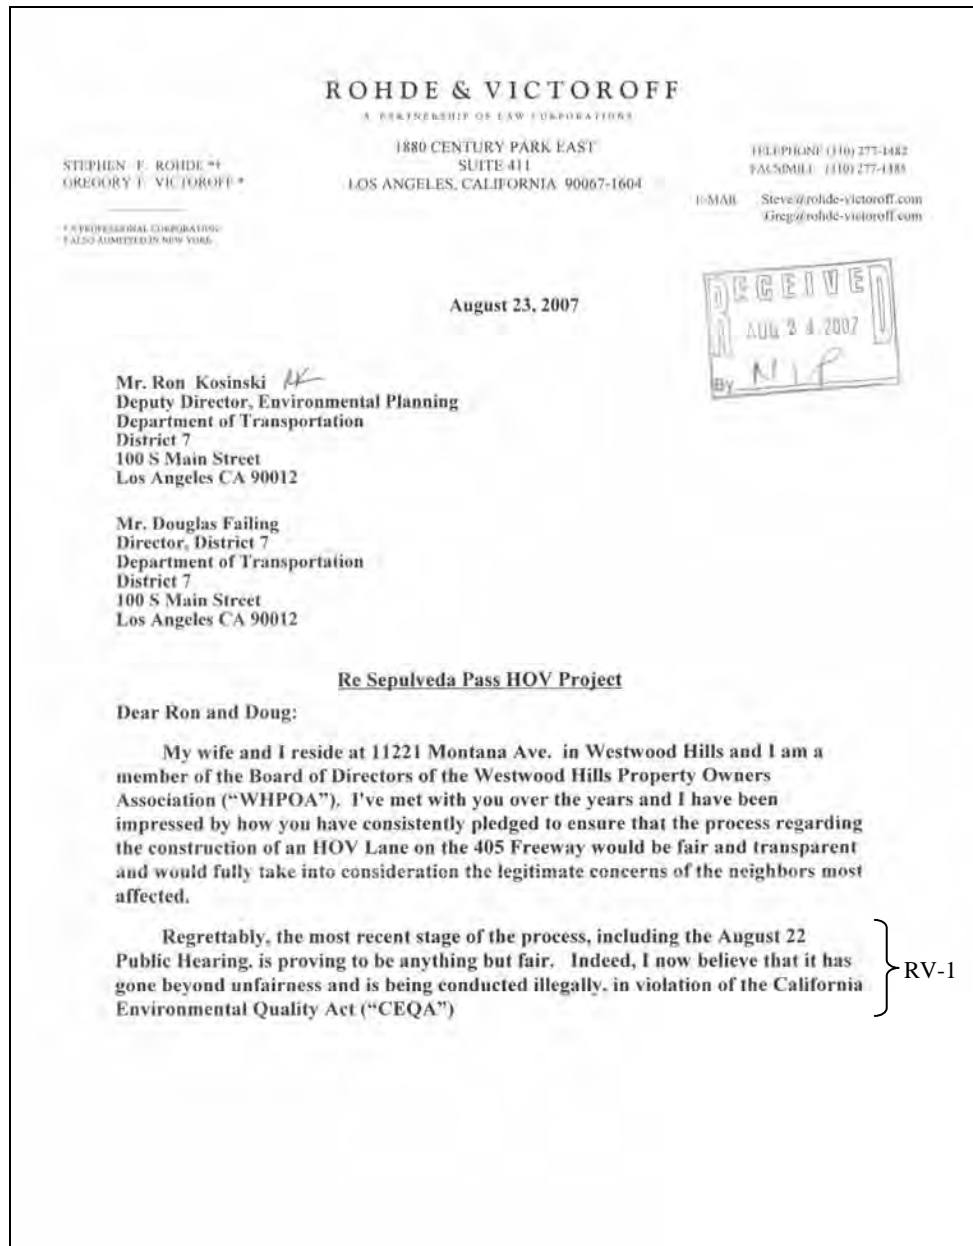 ROHDE & VICTOROFF
A PARTNERSHIP OF LAW CORPORATIONS
1880 CENTURY PARK EAST
SUITE 411
LOS ANGELES, CALIFORNIA 90067-1604
STEPHEN F. ROHDE *†
GREGORY F. VICTOROFF *
* A PROFESSIONAL CORPORATION
† ALSO ADMITTED IN NEW YORK
TELEPHONE (310) 277-1482
FACSIMILE (310) 277-1485
E-MAIL Steve@rohde-victoroff.com
Greg@rohde-victoroff.com
RECEIVED
AUG 24 2007
By
August 23, 2007
Mr. Ron Kosinski RK
Deputy Director, Environmental Planning
Department of Transportation
District 7
100 S Main Street
Los Angeles CA 90012
Mr. Douglas Failing
Director, District 7
Department of Transportation
District 7
100 S Main Street
Los Angeles CA 90012
Re Sepulveda Pass HOV Project
Dear Ron and Doug:
My wife and I reside at 11221 Montana Ave. in Westwood Hills and I am a
member of the Board of Directors of the Westwood Hills Property Owners
Association (“WHPOA”). I've met with you over the years and I have been
impressed by how you have consistently pledged to ensure that the process regarding
the construction of an HOV Lane on the 405 Freeway would be fair and transparent
and would fully take into consideration the legitimate concerns of the neighbors most
affected.
Regrettably, the most recent stage of the process, including the August 22
Public Hearing, is proving to be anything but fair. Indeed, I now believe that it has
gone beyond unfairness and is being conducted illegally, in violation of the California
Environmental Quality Act (“CEQA”)
RV-1